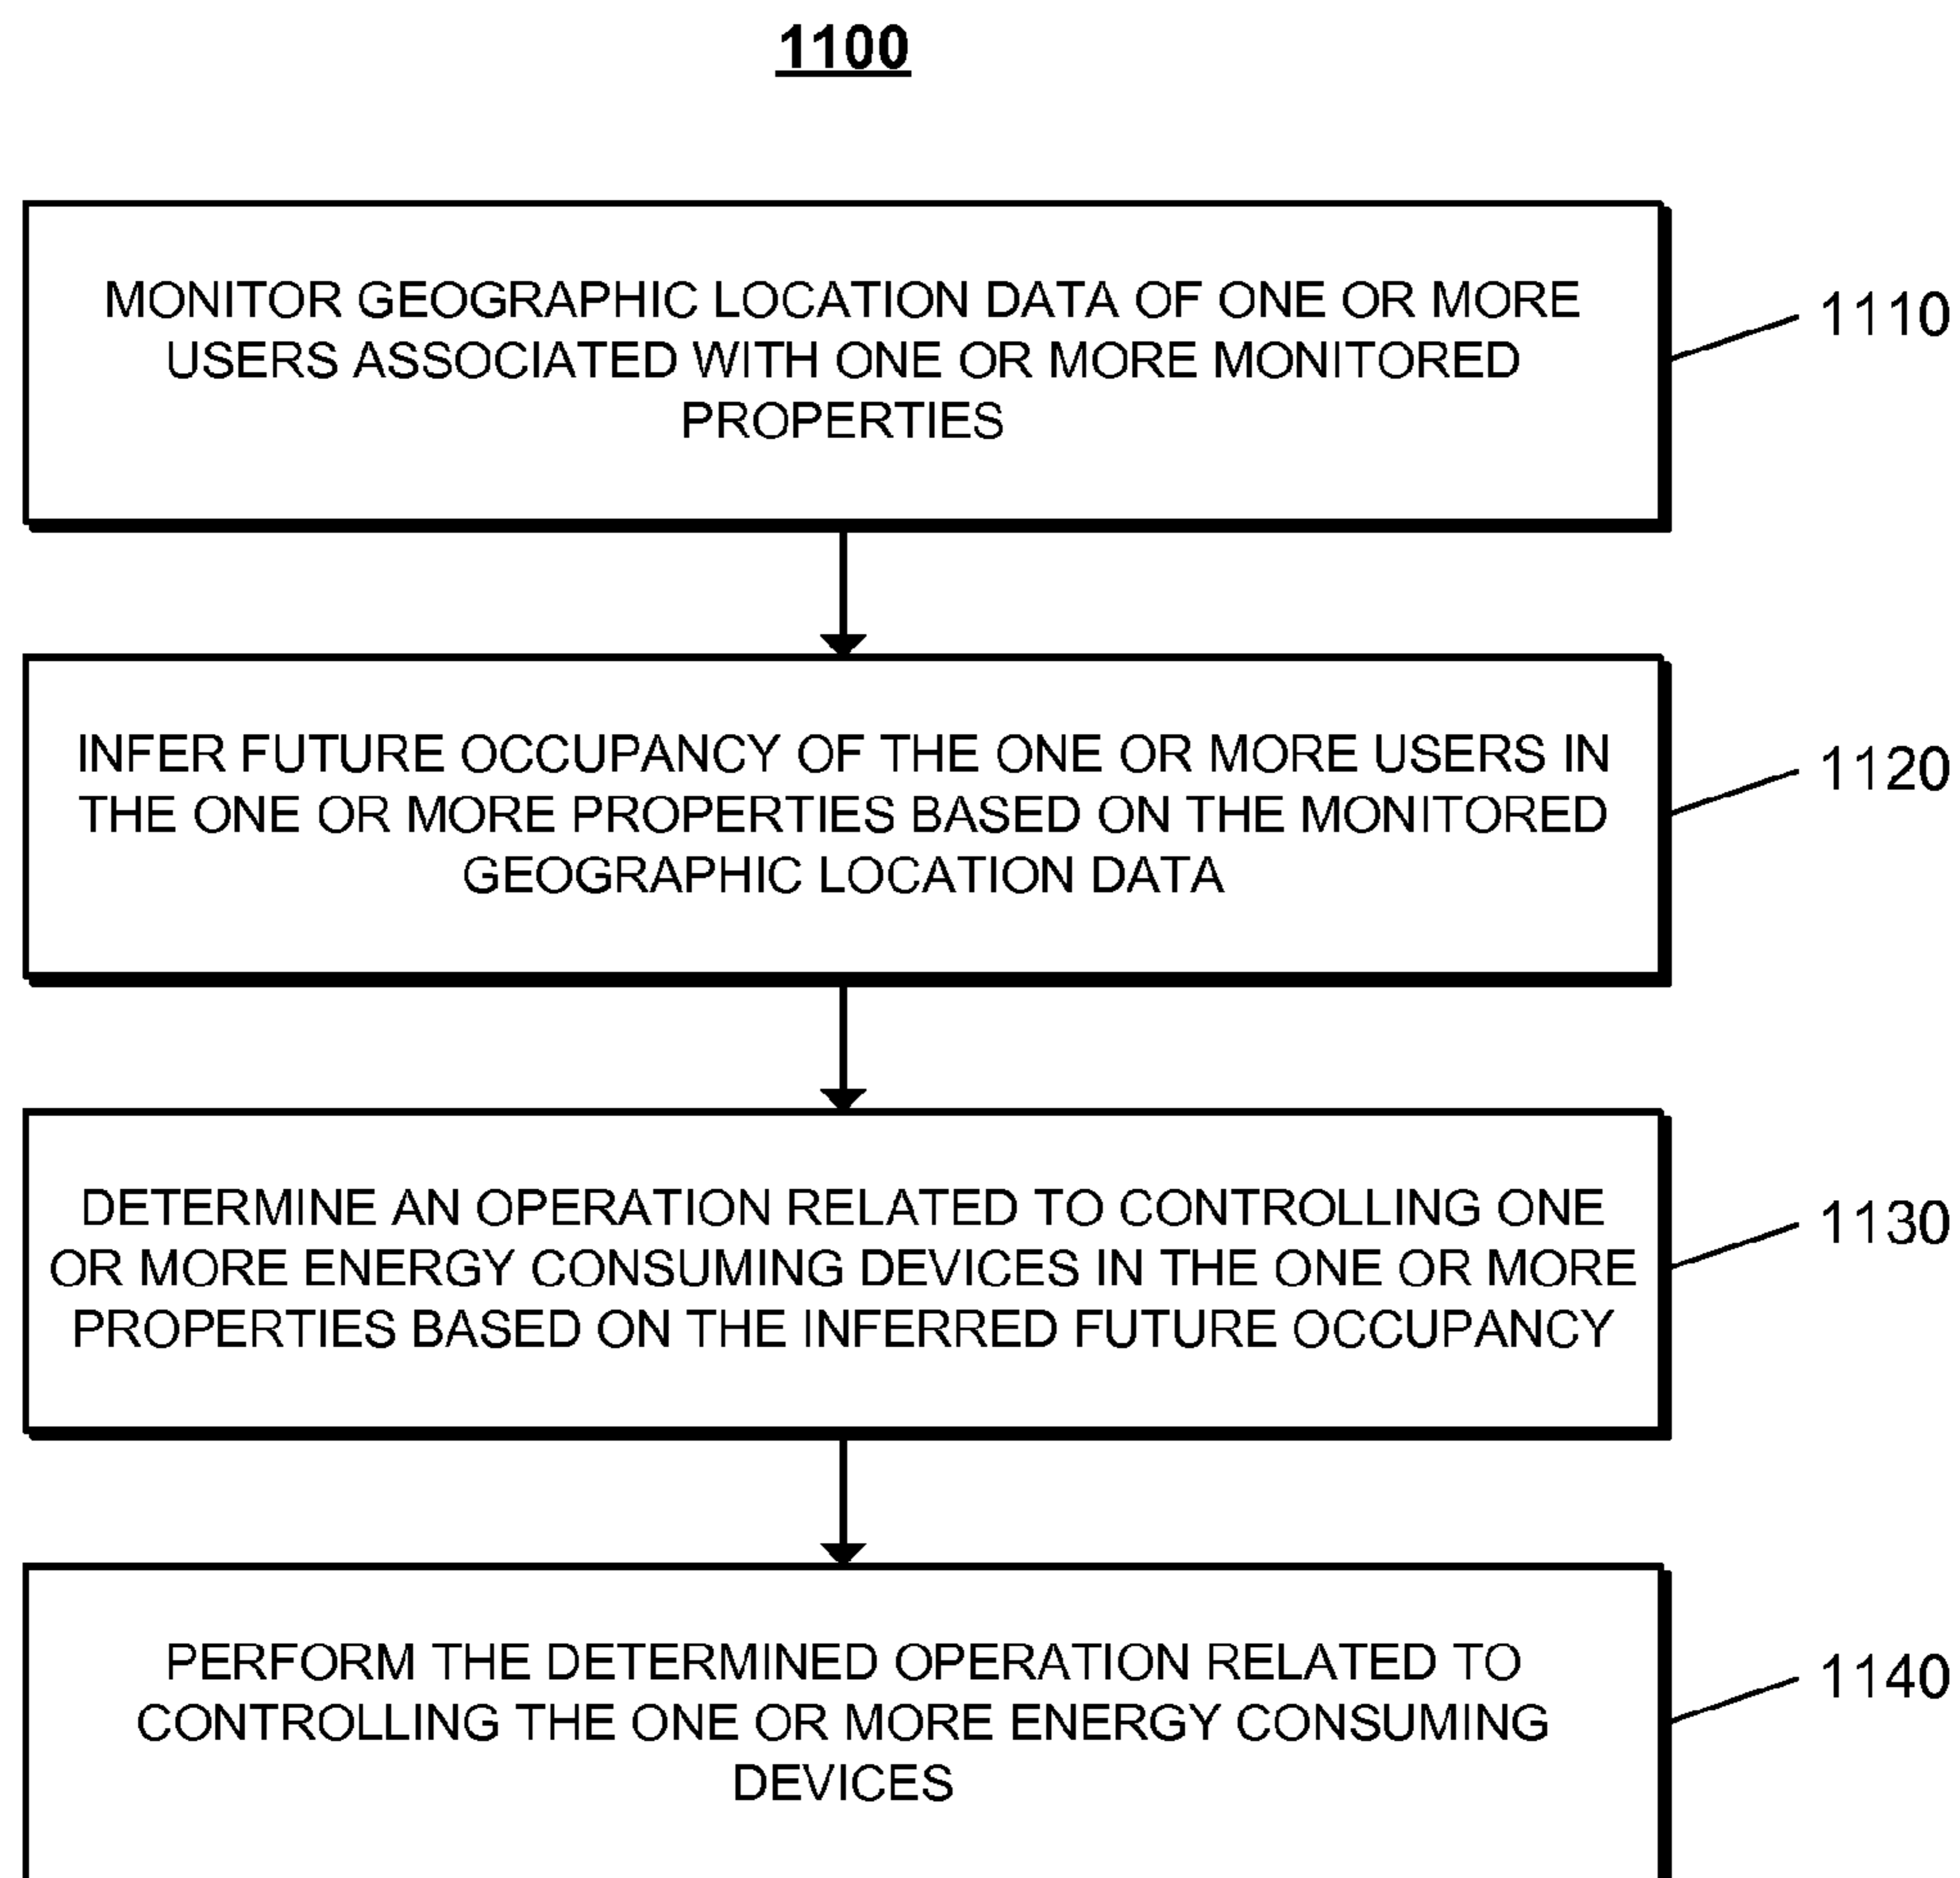 1100
MONITOR GEOGRAPHIC LOCATION DATA OF ONE OR MORE
USERS ASSOCIATED WITH ONE OR MORE MONITORED
PROPERTIES
1110
INFER FUTURE OCCUPANCY OF THE ONE OR MORE USERS IN
THE ONE OR MORE PROPERTIES BASED ON THE MONITORED
GEOGRAPHIC LOCATION DATA
1120
DETERMINE AN OPERATION RELATED TO CONTROLLING ONE
OR MORE ENERGY CONSUMING DEVICES IN THE ONE OR MORE
PROPERTIES BASED ON THE INFERRED FUTURE OCCUPANCY
1130
PERFORM THE DETERMINED OPERATION RELATED TO
CONTROLLING THE ONE OR MORE ENERGY CONSUMING
DEVICES
1140